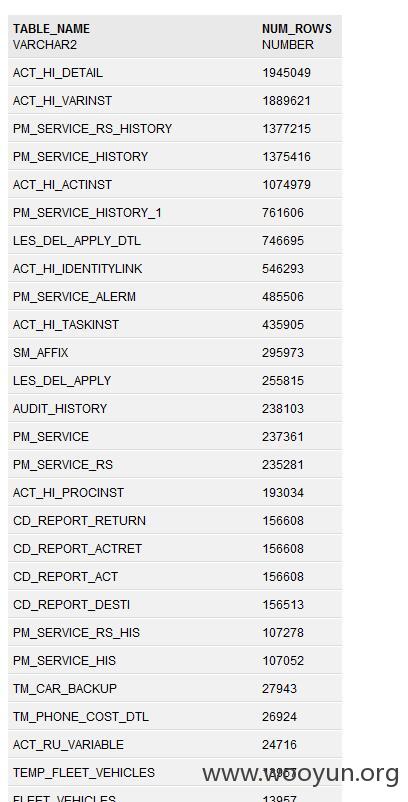 TABLE_NAME NUM_ROWS
VARCHAR2 NUMBER
ACT_HI_DETAIL 1945049
ACT_HI_VARINST 1889621
PM_SERVICE_RS_HISTORY 1377215
PM_SERVICE_HISTORY 1375416
ACT_HI_ACTINST 1074979
PM_SERVICE_HISTORY_1 761606
LES_DEL_APPLY_DTL 746695
ACT_HI_IDENTITYLINK 546293
PM_SERVICE_ALERM 485506
ACT_HI_TASKINST 435905
SM_AFFIX 295973
LES_DEL_APPLY 255815
AUDIT_HISTORY 238103
PM_SERVICE 237361
PM_SERVICE_RS 235281
ACT_HI_PROCINST 193034
CD_REPORT_RETURN 156608
CD_REPORT_ACTRET 156608
CD_REPORT_ACT 156608
CD_REPORT_DESTI 156513
PM_SERVICE_RS_HIS 107278
PM_SERVICE_HIS 107052
TM_CAR_BACKUP 27943
TM_PHONE_COST_DTL 26924
ACT_RU_VARIABLE 24716
TEMP_FLEET_VEHICLES 13957
www.wooyun.org
FLEET_VEHICLES 13957